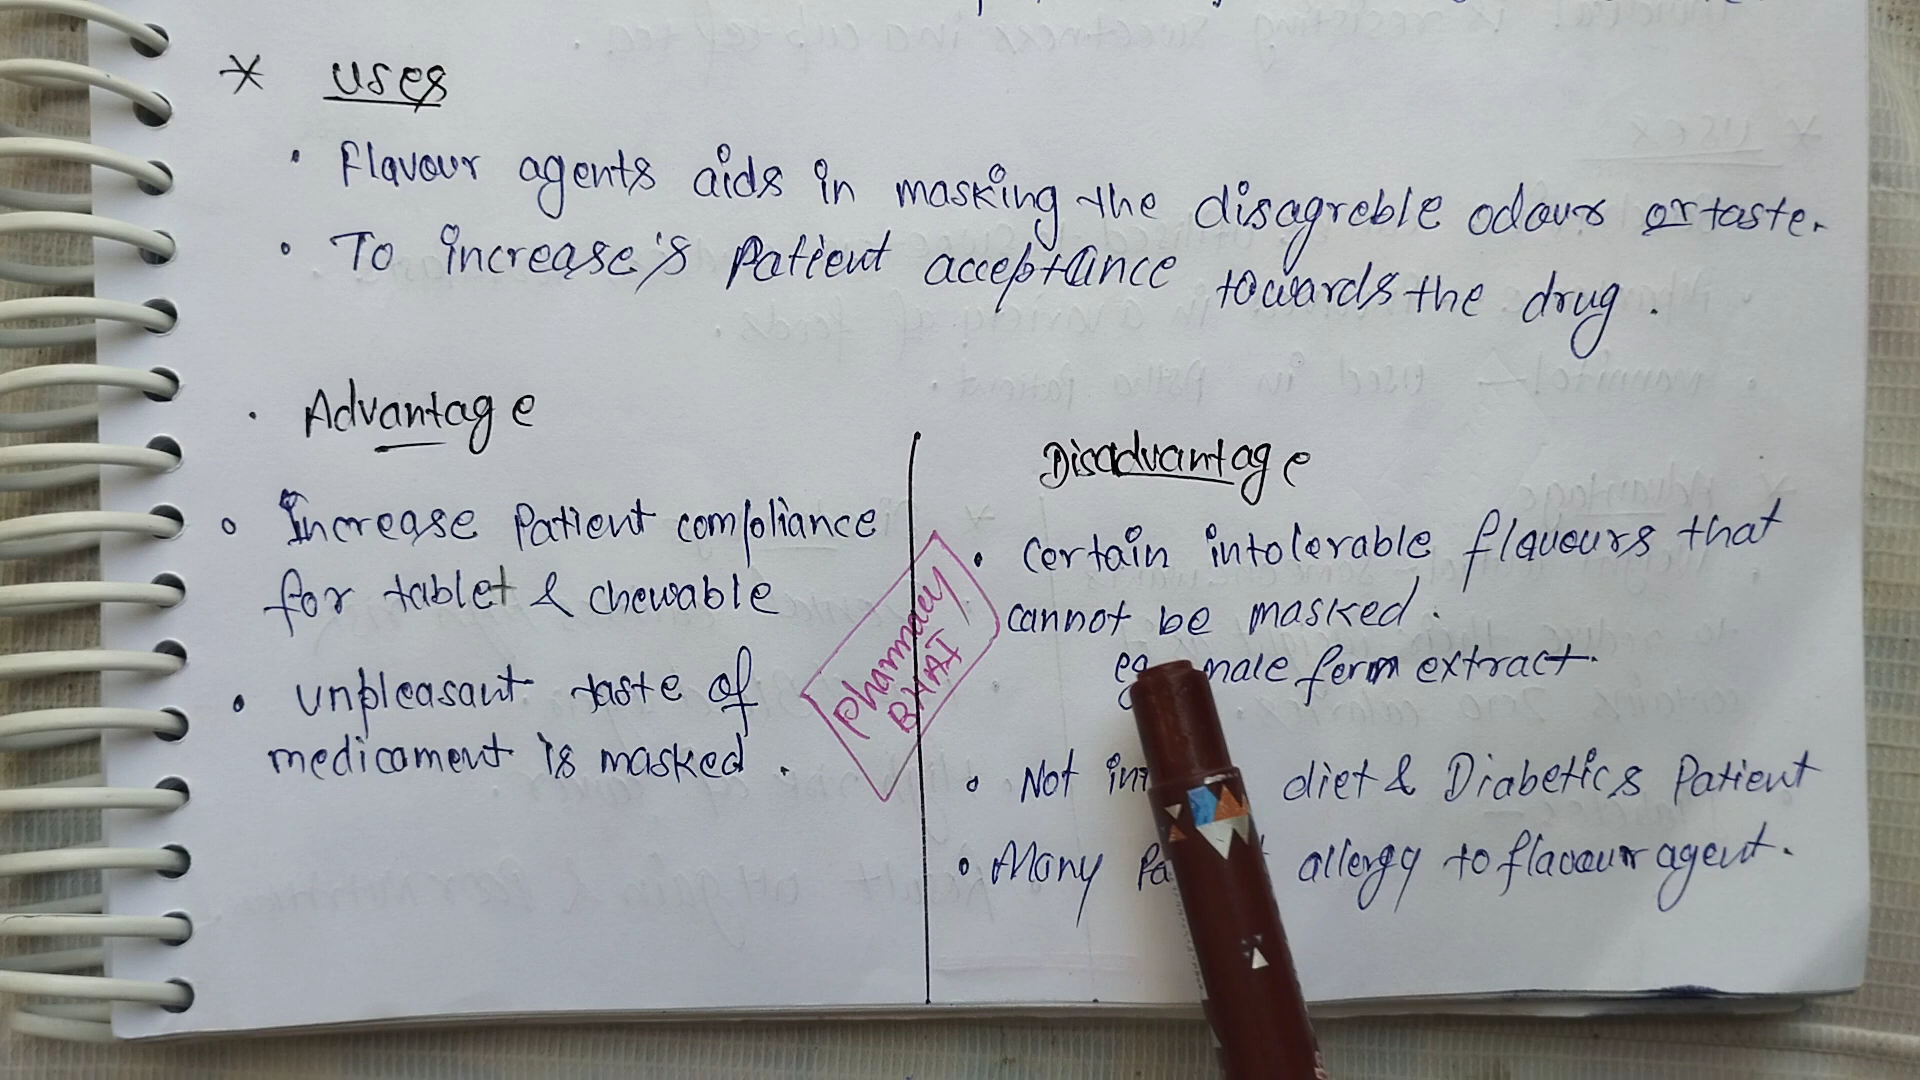 * uses
• Flavour agents aids in masking the disagreble odours or taste.
• To increase's Patient acceptance towards the drug.
• Advantage
• Increase Patient compliance
for tablet & chewable
• unpleasant taste of
medicament is masked.
Pharmacy
BHAI
Disadvantage
• Certain intolerable flavours that
cannot be masked.
eg male ferm extract.
• Not diet & Diabetics Patient
• Many allergy to flavour agent.